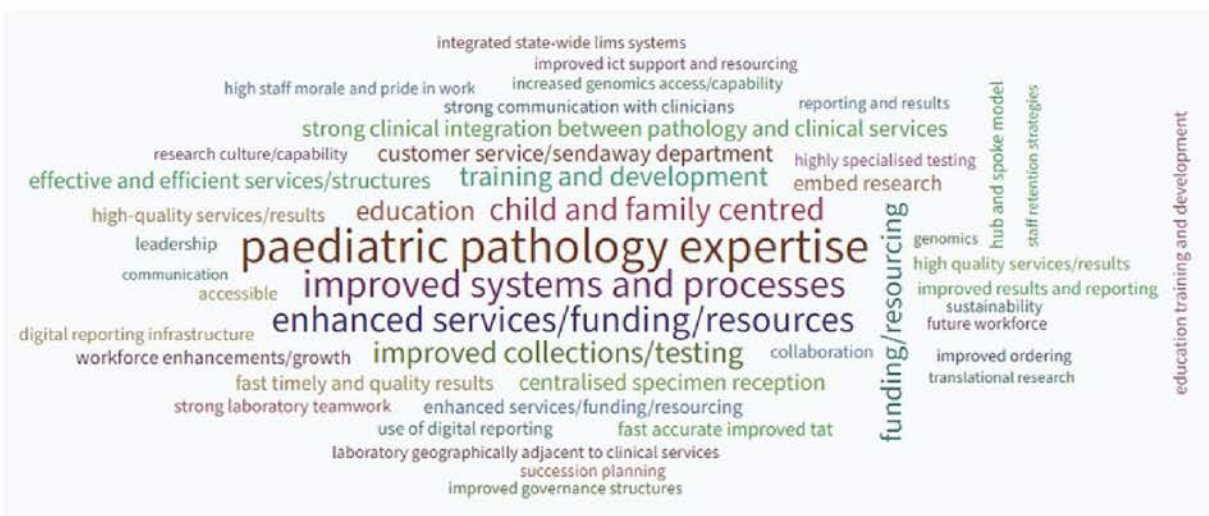 integrated state-wide lims systems
improved ict support and resourcing
high staff morale and pride in work
increased genomics access/capability
strong communication with clinicians
reporting and results
strong clinical integration between pathology and clinical services
research culture/capability
customer service/sendaway department
highly specialised testing
effective and efficient services/structures
training and development
embed research
high-quality services/results
education
child and family centred
leadership
paediatric pathology expertise
genomics
hub and spoke model
staff retention strategies
education training and development
communication
accessible
improved systems and processes
funding/resourcing
high quality services/results
improved results and reporting
sustainability
digital reporting infrastructure
enhanced services/funding/resources
future workforce
workforce enhancements/growth
improved collections/testing
collaboration
improved ordering
fast timely and quality results
centralised specimen reception
translational research
strong laboratory teamwork
enhanced services/funding/resourcing
use of digital reporting
fast accurate improved tat
laboratory geographically adjacent to clinical services
succession planning
improved governance structures